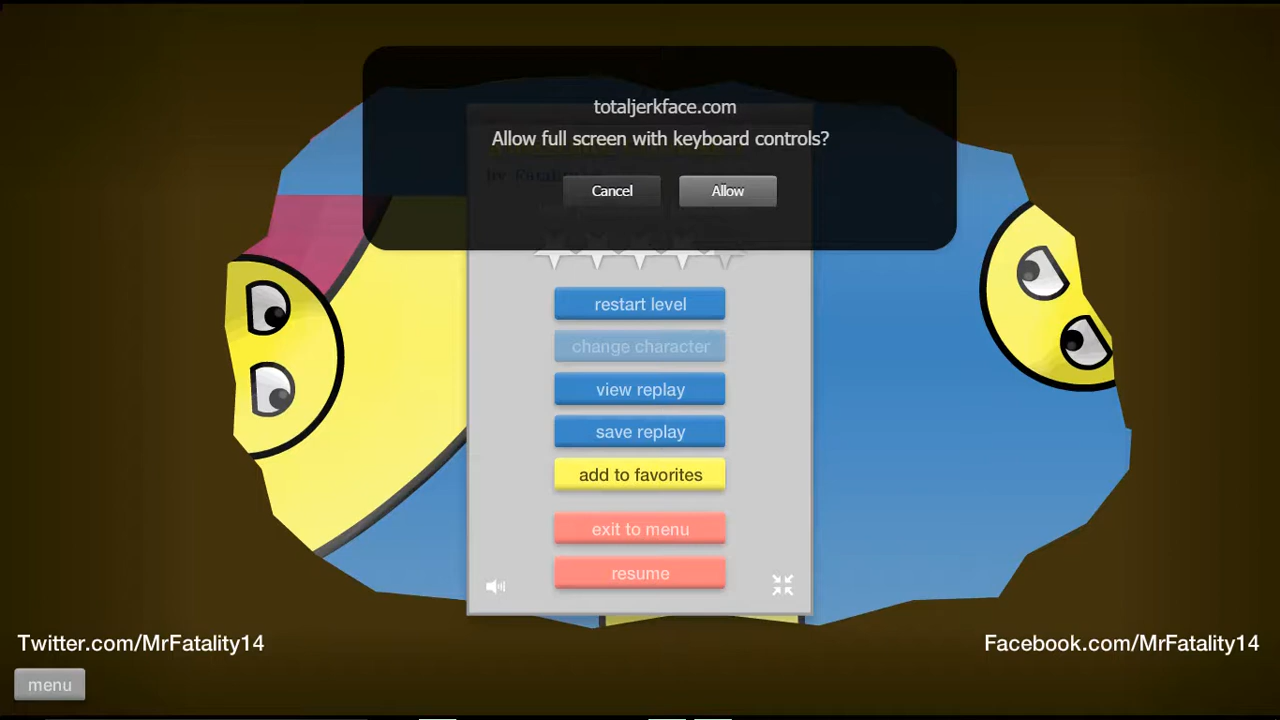 totaljerkface.com
Allow full screen with keyboard controls?
Cancel
Allow
restart level
change character
view replay
save replay
add to favorites
exit to menu
resume
Twitter.com/MrFatality14
Facebook.com/MrFatality14
menu